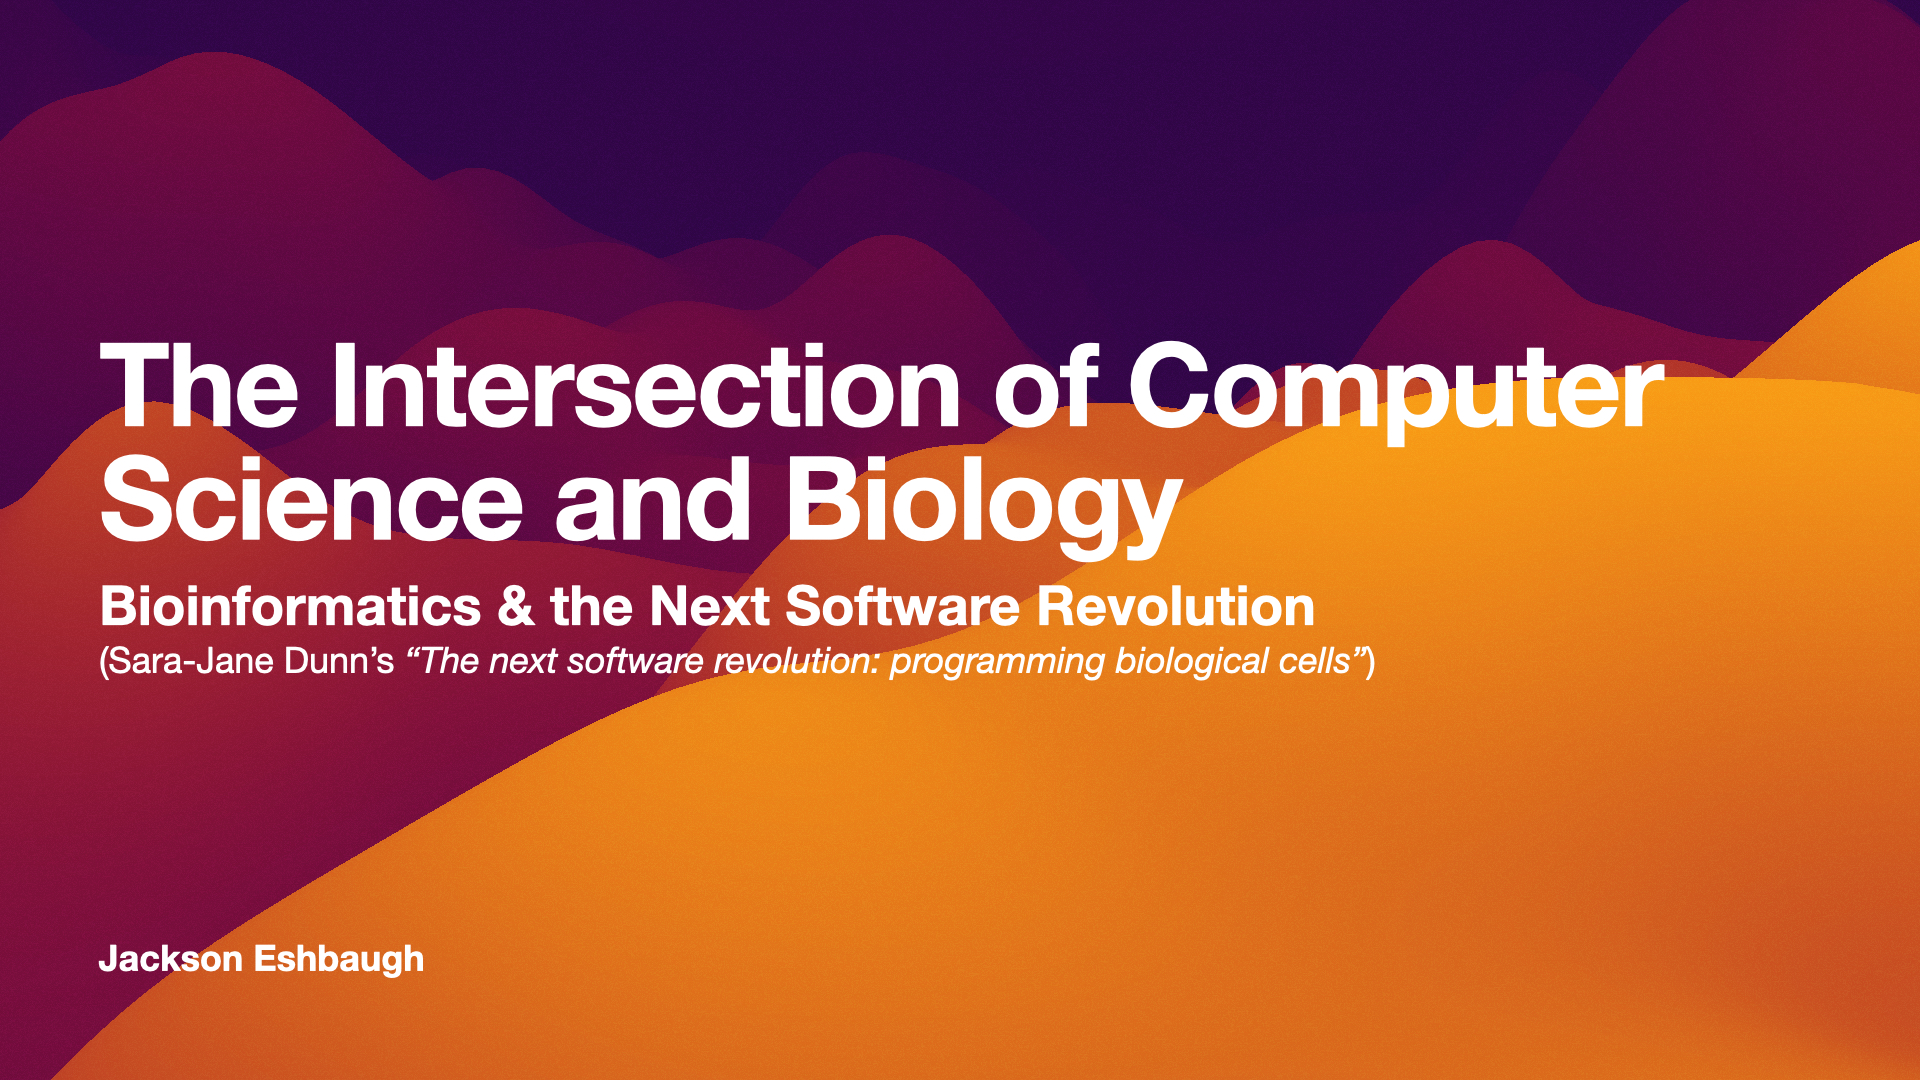 The Intersection of Computer
Science and Biology
Bioinformatics & the Next Software Revolution
(Sara-Jane Dunn’s “The next software revolution: programming biological cells”)
Jackson Eshbaugh